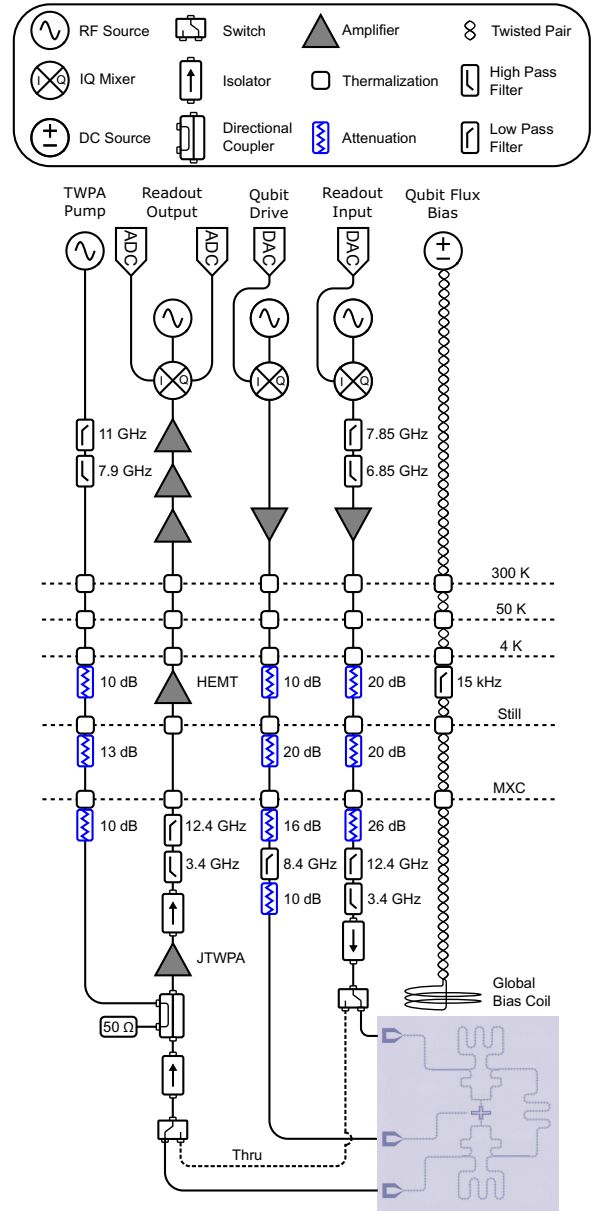 RF Source
Switch
Amplifier
Twisted Pair
I Q
IQ Mixer
Isolator
Thermalization
High Pass
Filter
DC Source
Directional
Coupler
Attenuation
Low Pass
Filter
TWPA
Pump
Readout
Output
Qubit
Drive
Readout
Input
Qubit Flux
Bias
ADC
ADC
DAC
DAC
I Q
I Q
I Q
11 GHz
7.85 GHz
7.9 GHz
6.85 GHz
300 K
50 K
4 K
10 dB
HEMT
10 dB
20 dB
15 kHz
Still
13 dB
20 dB
20 dB
MXC
10 dB
12.4 GHz
16 dB
26 dB
3.4 GHz
8.4 GHz
12.4 GHz
10 dB
3.4 GHz
JTWPA
Global
Bias Coil
50 Ω
Thru